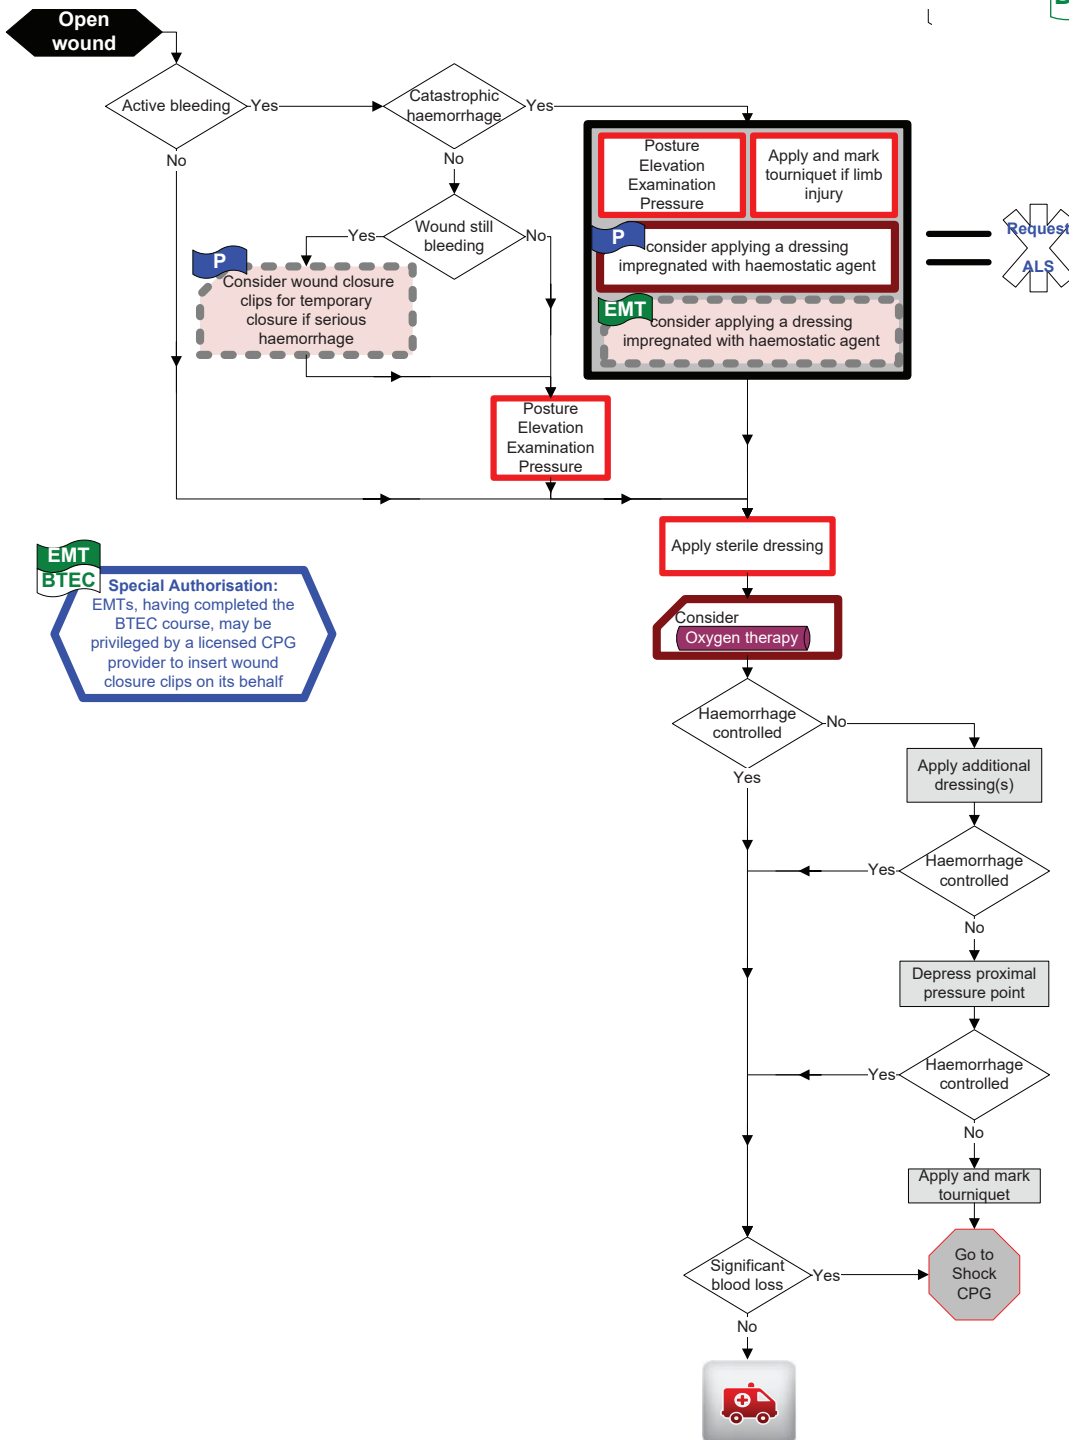 Open
wound
Active bleeding
Yes
Catastrophic
haemorrhage
Yes
No
No
Posture
Elevation
Examination
Pressure
Apply and mark
tourniquet if limb
injury
P
consider applying a dressing
impregnated with haemostatic agent
EMT
consider applying a dressing
impregnated with haemostatic agent
Request
ALS
Wound still
bleeding
Yes
No
P
Consider wound closure
clips for temporary
closure if serious
haemorrhage
Posture
Elevation
Examination
Pressure
Apply sterile dressing
EMT
BTEC
Special Authorisation:
EMTs, having completed the
BTEC course, may be
privileged by a licensed CPG
provider to insert wound
closure clips on its behalf
Consider
Oxygen therapy
Haemorrhage
controlled
No
Yes
Apply additional
dressing(s)
Haemorrhage
controlled
Yes
No
Depress proximal
pressure point
Haemorrhage
controlled
Yes
No
Apply and mark
tourniquet
Significant
blood loss
Yes
Go to
Shock
CPG
No